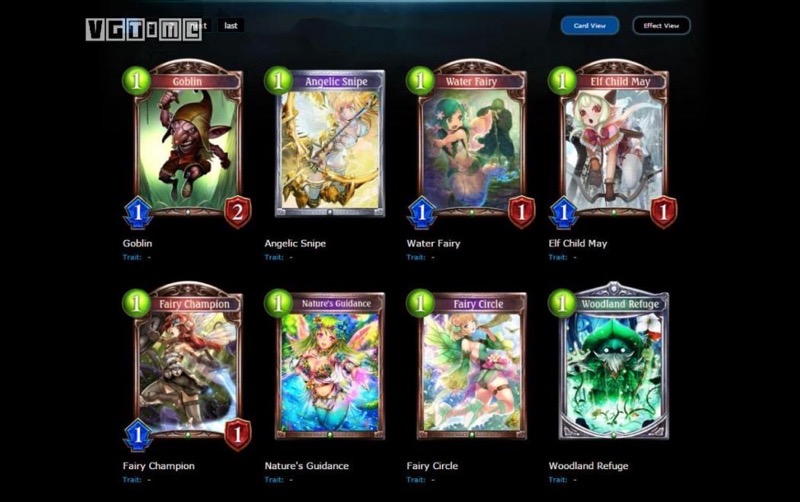 VGTIME
last
Card View
Effect View
1 Goblin
1 Angelic Snipe
1 Water Fairy
1 Elf Child May
1 2
1 1
1 1
Goblin
Angelic Snipe
Water Fairy
Elf Child May
Trait: -
Trait: -
Trait: -
Trait: -
1 Fairy Champion
1 Nature's Guidance
1 Fairy Circle
1 Woodland Refuge
1 1
Fairy Champion
Nature's Guidance
Fairy Circle
Woodland Refuge
Trait: -
Trait: -
Trait: -
Trait: -